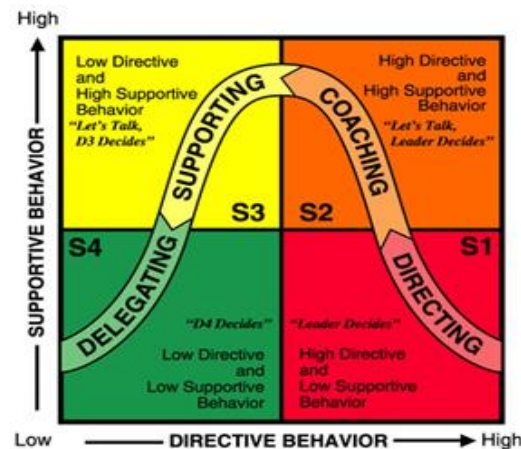 High
SUPPORTIVE BEHAVIOR
Low Directive
and
High Supportive
Behavior
“Let’s Talk,
D3 Decides”
SUPPORTING
S3
High Directive
and
High Supportive
Behavior
“Let’s Talk,
Leader Decides”
COACHING
S2
S4
DELEGATING
“D4 Decides”
Low Directive
and
Low Supportive
Behavior
S1
DIRECTING
“Leader Decides”
High Directive
and
Low Supportive
Behavior
Low
DIRECTIVE BEHAVIOR
High